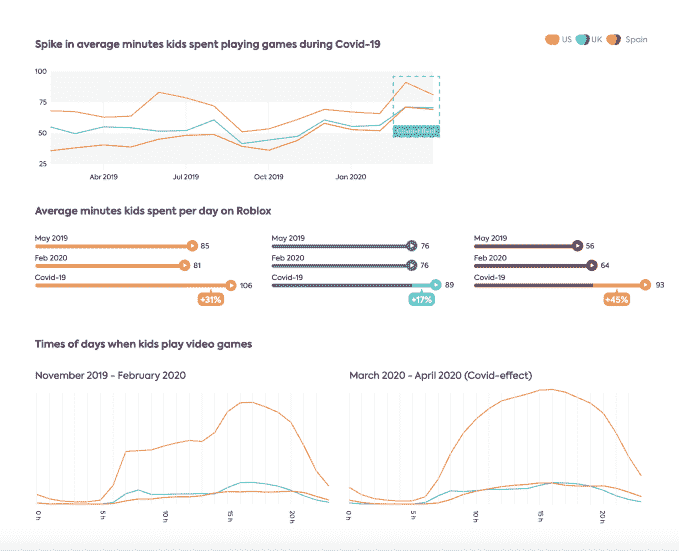 Spike in average minutes kids spent playing games during Covid-19
US UK Spain
100
75
50
25
Abr 2019 Jul 2019 Oct 2019 Jan 2020
Average minutes kids spent per day on Roblox
May 2019 85 May 2019 76 May 2019 56
Feb 2020 81 Feb 2020 76 Feb 2020 64
Covid-19 106 Covid-19 89 Covid-19 93
+31% +17% +45%
Times of days when kids play video games
November 2019 - February 2020 March 2020 - April 2020 (Covid-effect)
0 h 5 h 10 h 15 h 20 h 0 h 5 h 10 h 15 h 20 h